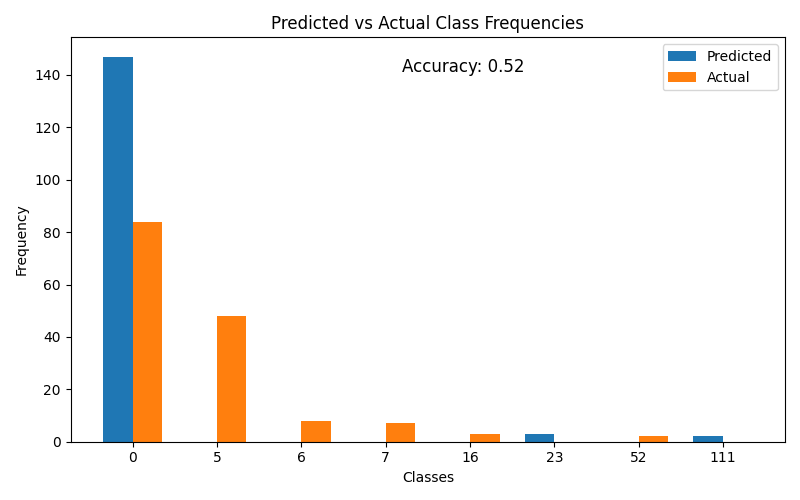 Predicted vs Actual Class Frequencies
Accuracy: 0.52
Predicted
Actual
Frequency
140
120
100
80
60
40
20
0
0 5 6 7 16 23 52 111
Classes